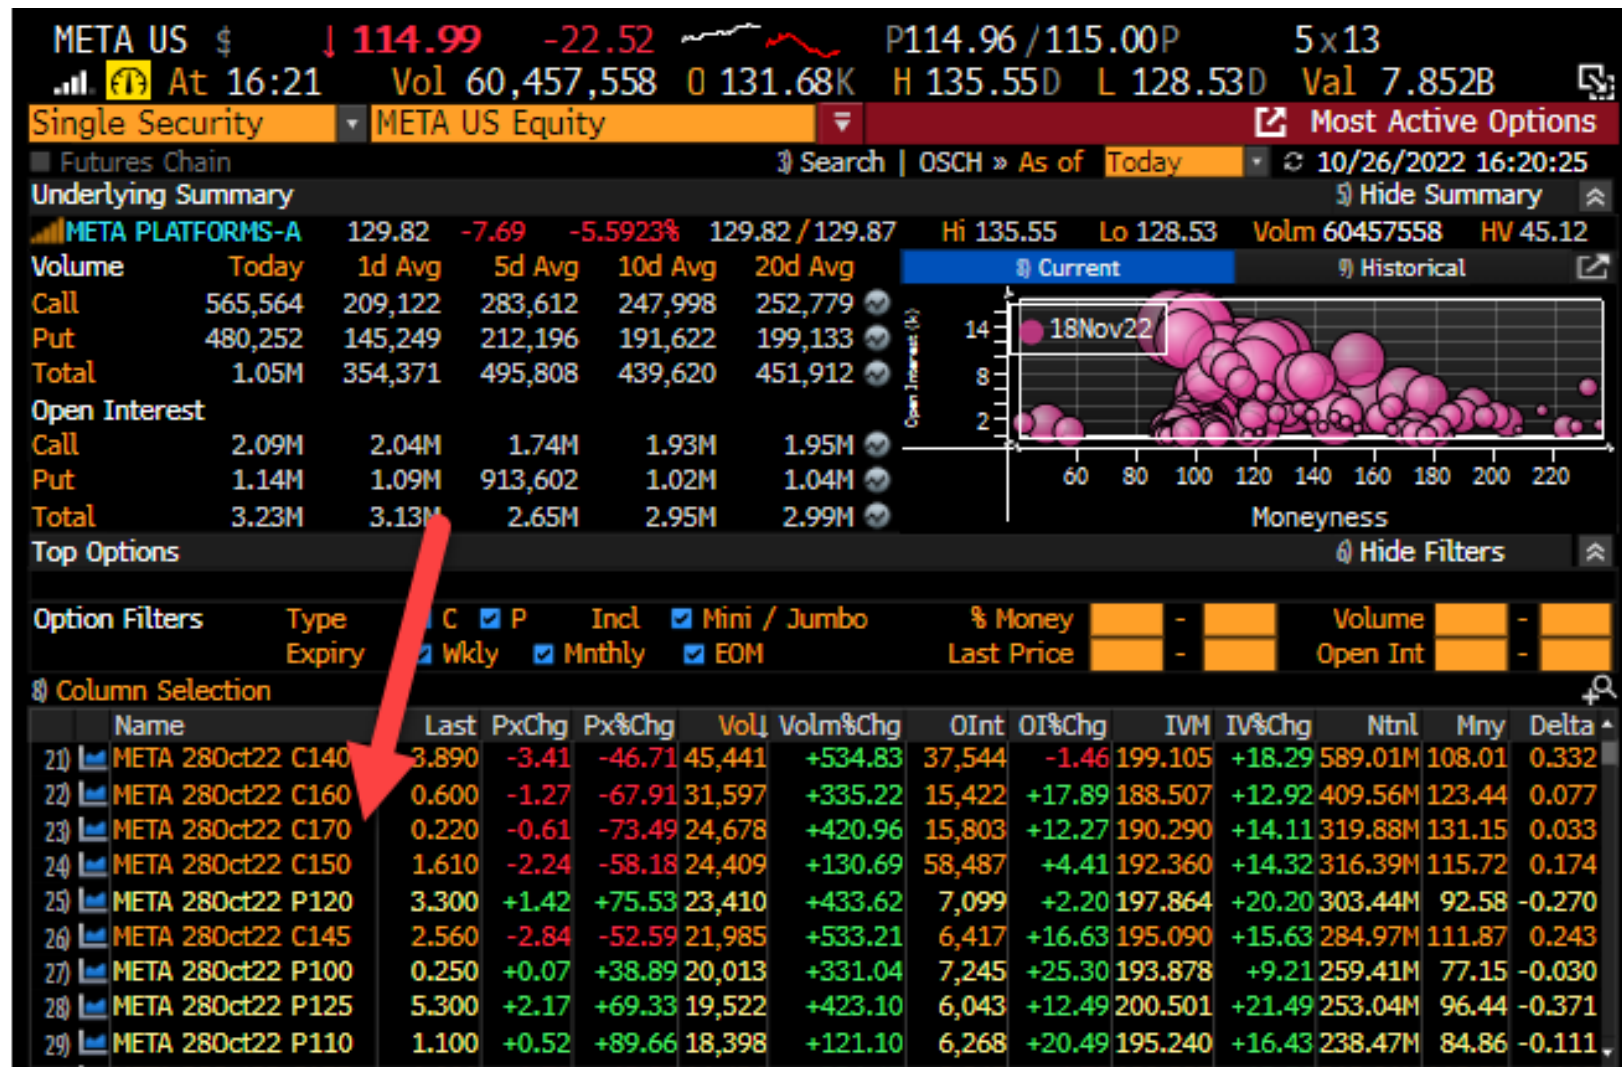 META US $ ↓ 114.99 -22.52 P114.96/115.00P 5x13
At 16:21 Vol 60,457,558 O 131.68K H 135.55D L 128.53D Val 7.852B
Single Security META US Equity Most Active Options
Futures Chain 3) Search | OSCH » As of Today 10/26/2022 16:20:25
Underlying Summary 5) Hide Summary
META PLATFORMS-A 129.82 -7.69 -5.5923% 129.82/129.87 Hi 135.55 Lo 128.53 Volm 60457558 HV 45.12
Volume Today 1d Avg 5d Avg 10d Avg 20d Avg 8) Current 9) Historical
Call 565,564 209,122 283,612 247,998 252,779
Put 480,252 145,249 212,196 191,622 199,133
Total 1.05M 354,371 495,808 439,620 451,912
Open Interest
Call 2.09M 2.04M 1.74M 1.93M 1.95M
Put 1.14M 1.09M 913,602 1.02M 1.04M
Total 3.23M 3.13M 2.65M 2.95M 2.99M
Open Interest (k)
14
8
2
18Nov22
60 80 100 120 140 160 180 200 220
Moneyness
Top Options 6) Hide Filters
Option Filters Type C P Incl Mini / Jumbo % Money - Volume -
Expiry Wkly Mnthly EOM Last Price - Open Int -
8) Column Selection
Name Last PxChg Px%Chg Vol↓ Volm%Chg OInt OI%Chg IVM IV%Chg Ntnl Mny Delta
21) META 28Oct22 C140 3.890 -3.41 -46.71 45,441 +534.83 37,544 -1.46 199.105 +18.29 589.01M 108.01 0.332
22) META 28Oct22 C160 0.600 -1.27 -67.91 31,597 +335.22 15,422 +17.89 188.507 +12.92 409.56M 123.44 0.077
23) META 28Oct22 C170 0.220 -0.61 -73.49 24,678 +420.96 15,803 +12.27 190.290 +14.11 319.88M 131.15 0.033
24) META 28Oct22 C150 1.610 -2.24 -58.18 24,409 +130.69 58,487 +4.41 192.360 +14.32 316.39M 115.72 0.174
25) META 28Oct22 P120 3.300 +1.42 +75.53 23,410 +433.62 7,099 +2.20 197.864 +20.20 303.44M 92.58 -0.270
26) META 28Oct22 C145 2.560 -2.84 -52.59 21,985 +533.21 6,417 +16.63 195.090 +15.63 284.97M 111.87 0.243
27) META 28Oct22 P100 0.250 +0.07 +38.89 20,013 +331.04 7,245 +25.30 193.878 +9.21 259.41M 77.15 -0.030
28) META 28Oct22 P125 5.300 +2.17 +69.33 19,522 +423.10 6,043 +12.49 200.501 +21.49 253.04M 96.44 -0.371
29) META 28Oct22 P110 1.100 +0.52 +89.66 18,398 +121.10 6,268 +20.49 195.240 +16.43 238.47M 84.86 -0.111